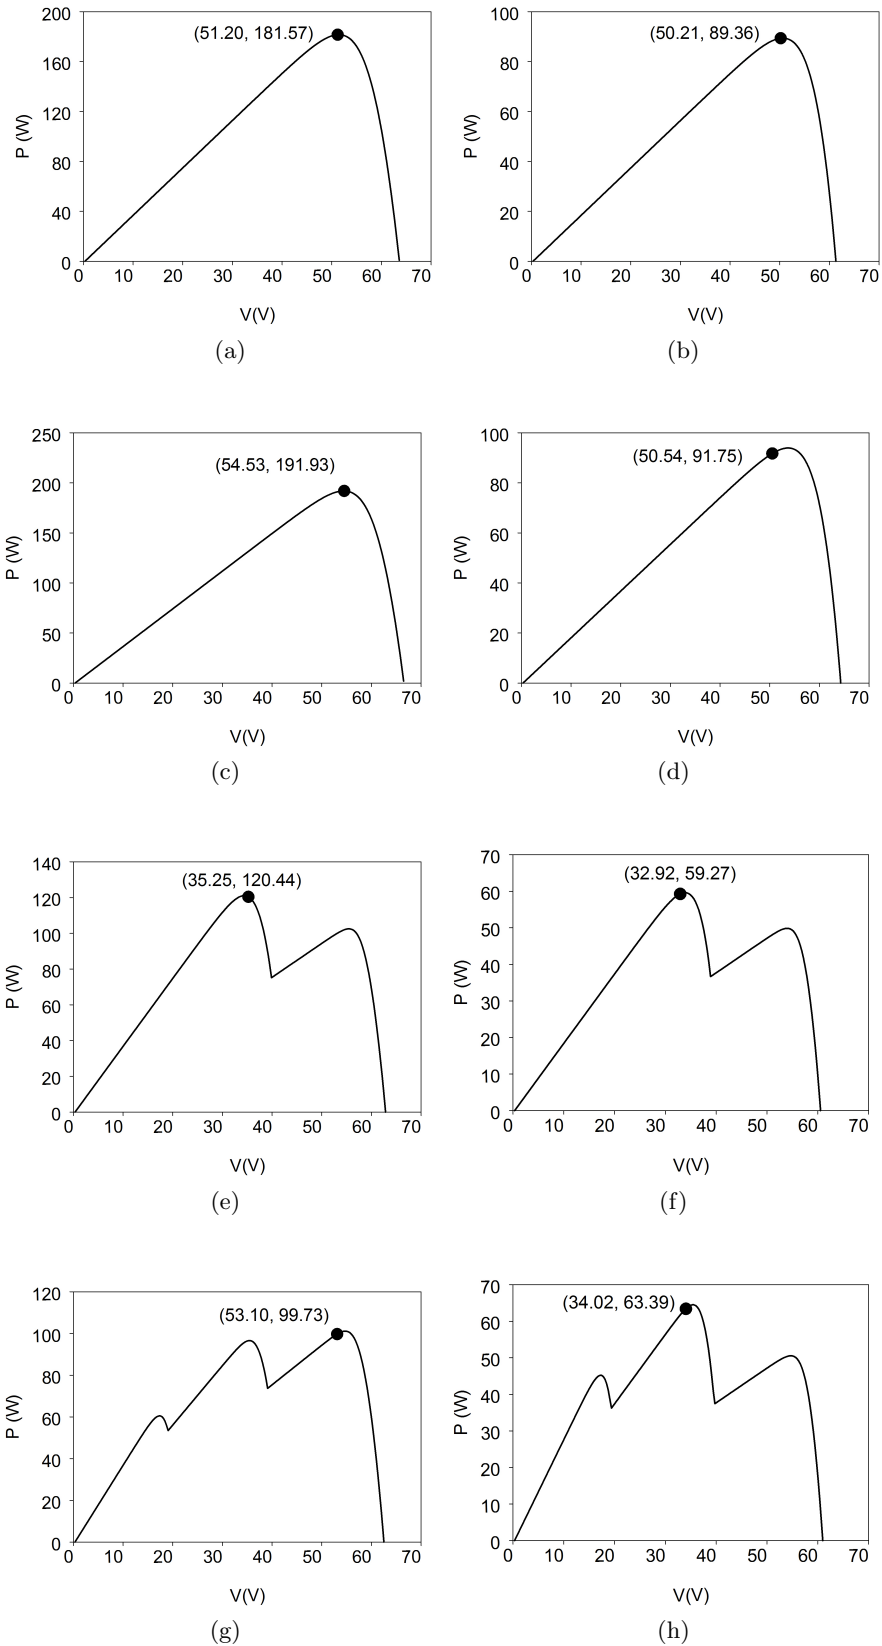 (51.20, 181.57)
200
160
120
80
40
0
P (W)
0 10 20 30 40 50 60 70
V(V)
(a)
(50.21, 89.36)
100
80
60
40
20
0
P (W)
0 10 20 30 40 50 60 70
V(V)
(b)
(54.53, 191.93)
250
200
150
100
50
0
P (W)
0 10 20 30 40 50 60 70
V(V)
(c)
(50.54, 91.75)
100
80
60
40
20
0
P (W)
0 10 20 30 40 50 60 70
V(V)
(d)
(35.25, 120.44)
140
120
100
80
60
40
20
0
P (W)
0 10 20 30 40 50 60 70
V(V)
(e)
(32.92, 59.27)
70
60
50
40
30
20
10
0
P (W)
0 10 20 30 40 50 60 70
V(V)
(f)
(53.10, 99.73)
120
100
80
60
40
20
0
P (W)
0 10 20 30 40 50 60 70
V(V)
(g)
(34.02, 63.39)
70
60
50
40
30
20
10
0
P (W)
0 10 20 30 40 50 60 70
V(V)
(h)